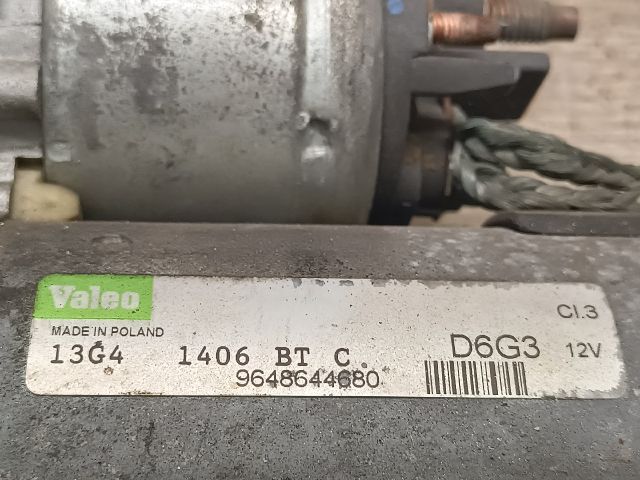 Valeo
Cl.3
MADE IN POLAND
13G4 1406 BT C. D6G3 12V
9648644680